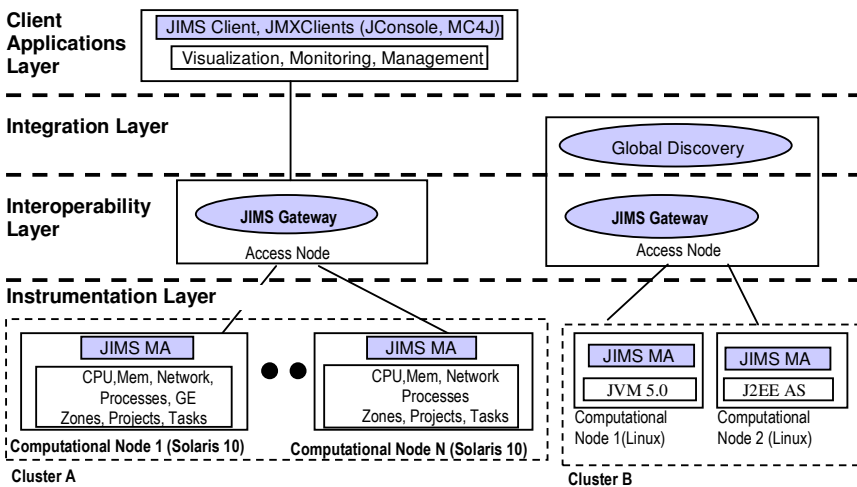 Client
Applications
Layer
JIMS Client, JMXClients (JConsole, MC4J)
Visualization, Monitoring, Management
Integration Layer
Global Discovery
Interoperability
Layer
JIMS Gateway
Access Node
JIMS Gateway
Access Node
Instrumentation Layer
JIMS MA
CPU,Mem, Network,
Processes, GE
Zones, Projects, Tasks
Computational Node 1 (Solaris 10)
JIMS MA
CPU,Mem, Network
Processes
Zones, Projects, Tasks
Computational Node N (Solaris 10)
Cluster A
JIMS MA
JVM 5.0
Computational
Node 1(Linux)
JIMS MA
J2EE AS
Computational
Node 2 (Linux)
Cluster B